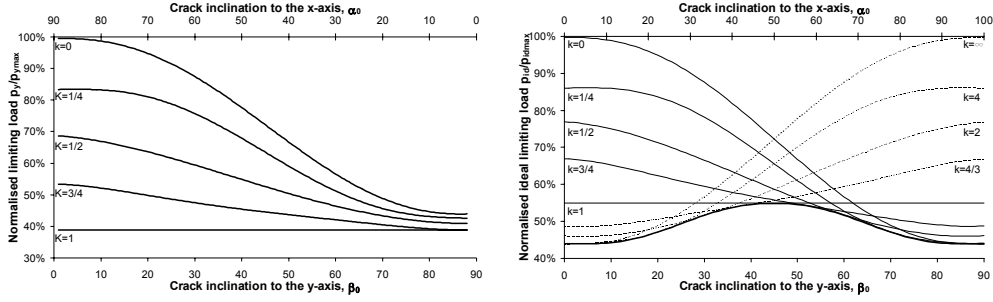 Crack inclination to the x-axis, α₀
90 80 70 60 50 40 30 20 10 0
Normalised limiting load py/pymax
100%
90%
80%
70%
60%
50%
40%
30%
k=0
K=1/4
K=1/2
K=3/4
K=1
0 10 20 30 40 50 60 70 80 90
Crack inclination to the y-axis, β₀
Crack inclination to the x-axis, α₀
0 10 20 30 40 50 60 70 80 90 100
Normalised ideal limiting load pid/pidmax
100%
90%
80%
70%
60%
50%
40%
k=0
k=1/4
k=1/2
k=3/4
k=1
k=∞
k=4
k=2
k=4/3
0 10 20 30 40 50 60 70 80 90
Crack inclination to the y-axis, β₀